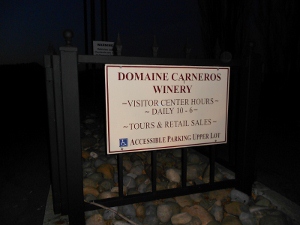 DOMAINE CARNEROS
WINERY
~VISITOR CENTER HOURS~
~ DAILY 10 - 6~
~TOURS & RETAIL SALES~
ACCESSIBLE PARKING UPPER LOT